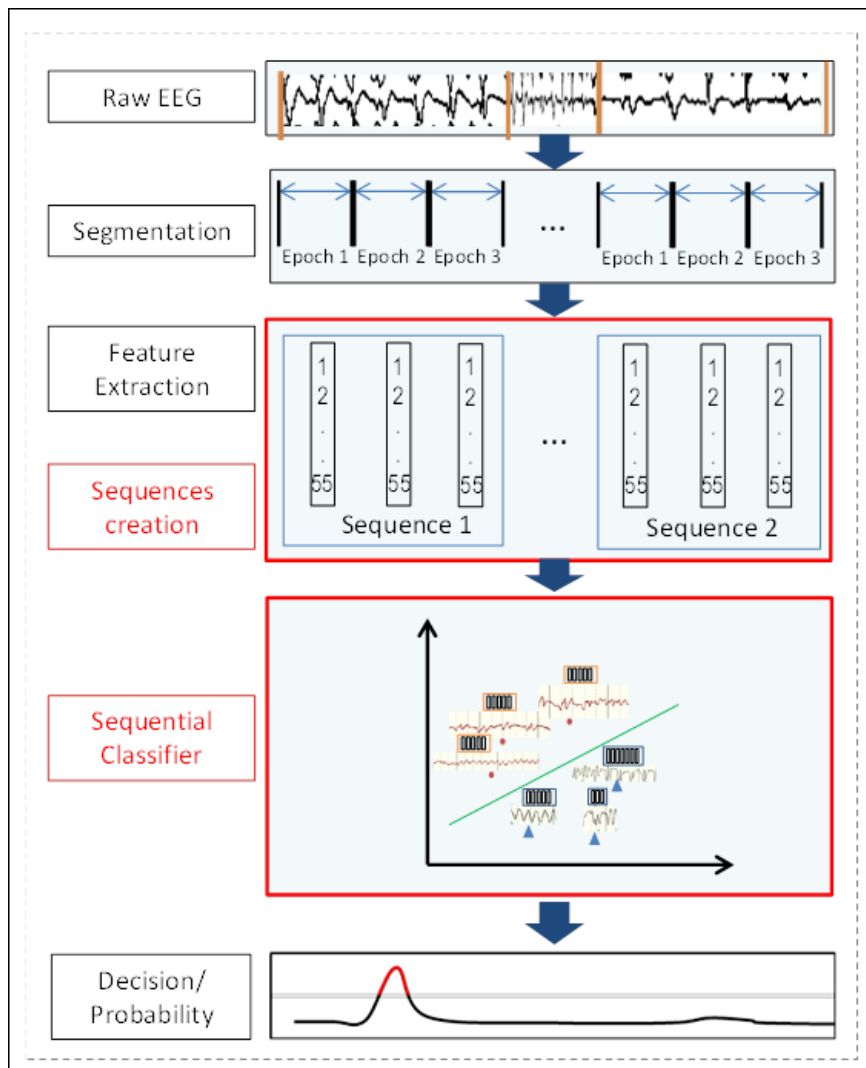 Raw EEG
Segmentation
Epoch 1 Epoch 2 Epoch 3
...
Epoch 1 Epoch 2 Epoch 3
Feature
Extraction
Sequences
creation
1 1 1
2 2 2
. . .
. . .
55 55 55
Sequence 1
...
1 1 1
2 2 2
. . .
. . .
55 55 55
Sequence 2
Sequential
Classifier
Decision/
Probability